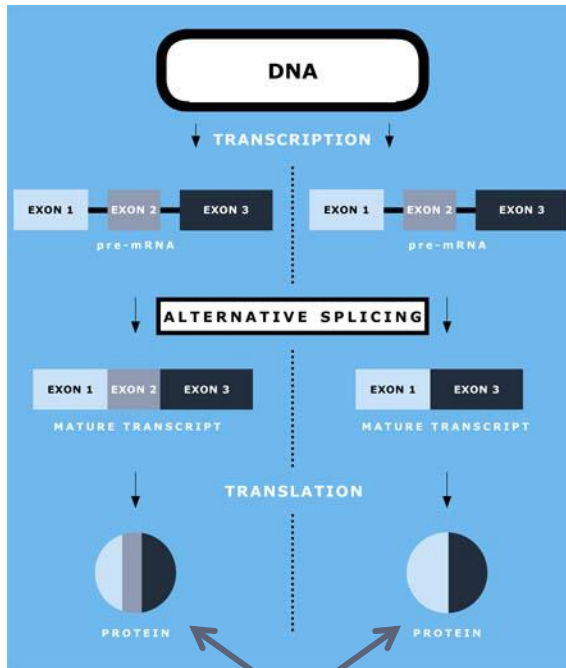 DNA
TRANSCRIPTION
EXON 1 EXON 2 EXON 3 EXON 1 EXON 2 EXON 3
pre-mRNA pre-mRNA
ALTERNATIVE SPLICING
EXON 1 EXON 2 EXON 3 EXON 1 EXON 3
MATURE TRANSCRIPT MATURE TRANSCRIPT
TRANSLATION
PROTEIN PROTEIN